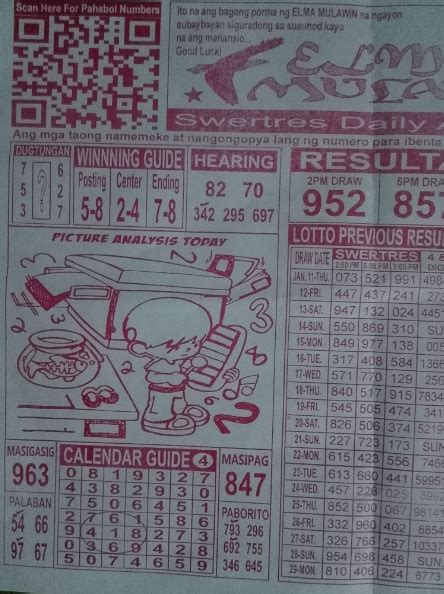 Scan Here For Pahabol Numbers
Ito na ang bagong porma ng ELMA MULAWIN na ngayon
subaybayan siguradong sa susunod kayo
na ang mananalo...
Good Luck!
Swertres Daily
Ang mga taong namemeke at nangongopya lang ng numero para ibenta
DUGTUNGAN
7 6
5 ? 2
3 7
WINNNING GUIDE
Posting Center Ending
5-8 2-4 7-8
HEARING
82 70
342 295 697
RESULT
2PM DRAW 5PM DRA
952 85
PICTURE ANALYSIS TODAY
LOTTO PREVIOUS RESU
DRAW DATE SWERTRES
JAN. 11-THU. 073 521 991
12-FRI. 447 437 241
13-SAT. 947 132 024
14-SUN. 550 869 310 SU
15-MON. 849 977 138
16-TUE. 317 408 584
17-WED. 571 770 129
18-THU. 840 517 915
19-FRI. 545 505 474
20-SAT. 826 506 374
21-SUN. 227 723 173 SUN
22-MON. 615 423 556
23-TUE. 613 660 441
24-WED. 457 228
25-THU. 852 500
26-FRI. 332 960 402
27-SAT. 326 766 256
28-SUN. 954 698 458 SUN
29-MON. 810 406 224
MASIGASIG
963
PALABAN
54 66
97 67
CALENDAR GUIDE 4
0 8 1 9 3 2 7
4 3 8 2 9 3 0
7 5 0 6 4 5 1
2 7 6 1 5 8 6
9 4 1 8 2 7 3
0 3 6 9 4 2 8
5 0 7 4 6 5 9
MASIPAG
847
PABORITO
793 296
692 755
346 645